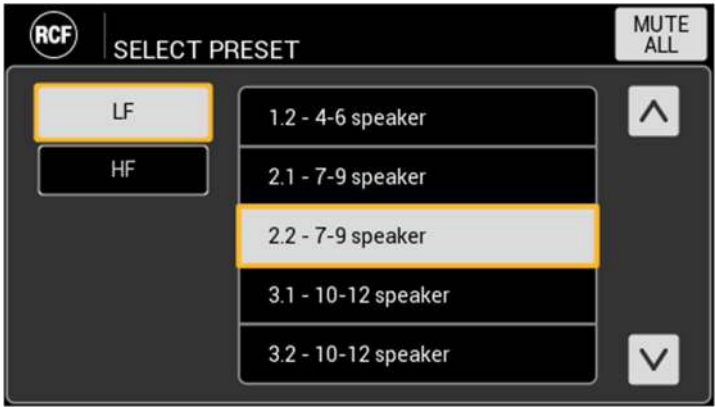 RCF
SELECT PRESET
MUTE
ALL
LF
HF
1.2 - 4-6 speaker
2.1 - 7-9 speaker
2.2 - 7-9 speaker
3.1 - 10-12 speaker
3.2 - 10-12 speaker